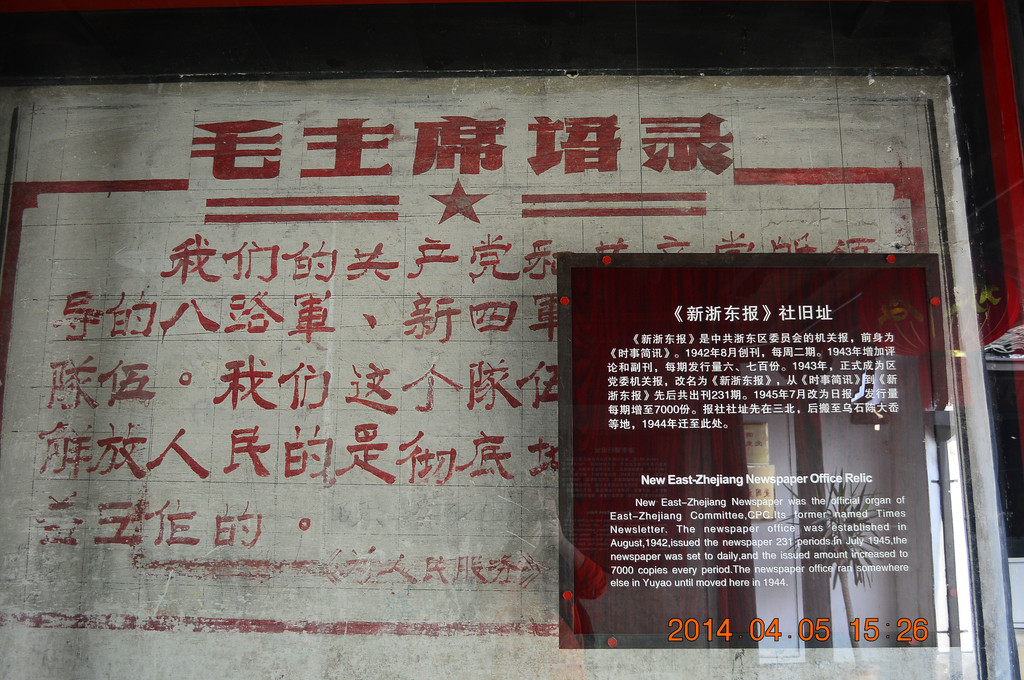 毛主席语录
我们的共产党和共产党所领
导的八路軍、新四軍
隊伍。我们这个隊伍
解放人民的是彻底地
益工作的。
《为人民服务》
《新浙东报》社旧址
《新浙东报》是中共浙东区委员会的机关报，前身为
《时事简讯》。1942年8月创刊，每周二期。1943年增加评
论和副刊，每期发行量六、七百份。1943年，正式成为区
党委机关报，改名为《新浙东报》，从《时事简讯》到《新
浙东报》先后共出刊231期。1945年7月改为日报，发行量
每期增至7000份。报社社址先在三北，后搬至乌石陈大岙
等地，1944年迁至此处。
New East-Zhejiang Newspaper Office Relic
New East-Zhejiang Newspaper was the official organ of
East-Zhejiang Committee,CPC.Its former named Times
Newsletter. The newspaper office was established in
August,1942,issued the newspaper 231 periods.In July 1945,the
newspaper was set to daily,and the issued amount increased to
7000 copies every period.The newspaper office ran somewhere
else in Yuyao until moved here in 1944.
2014.04.05 15:26